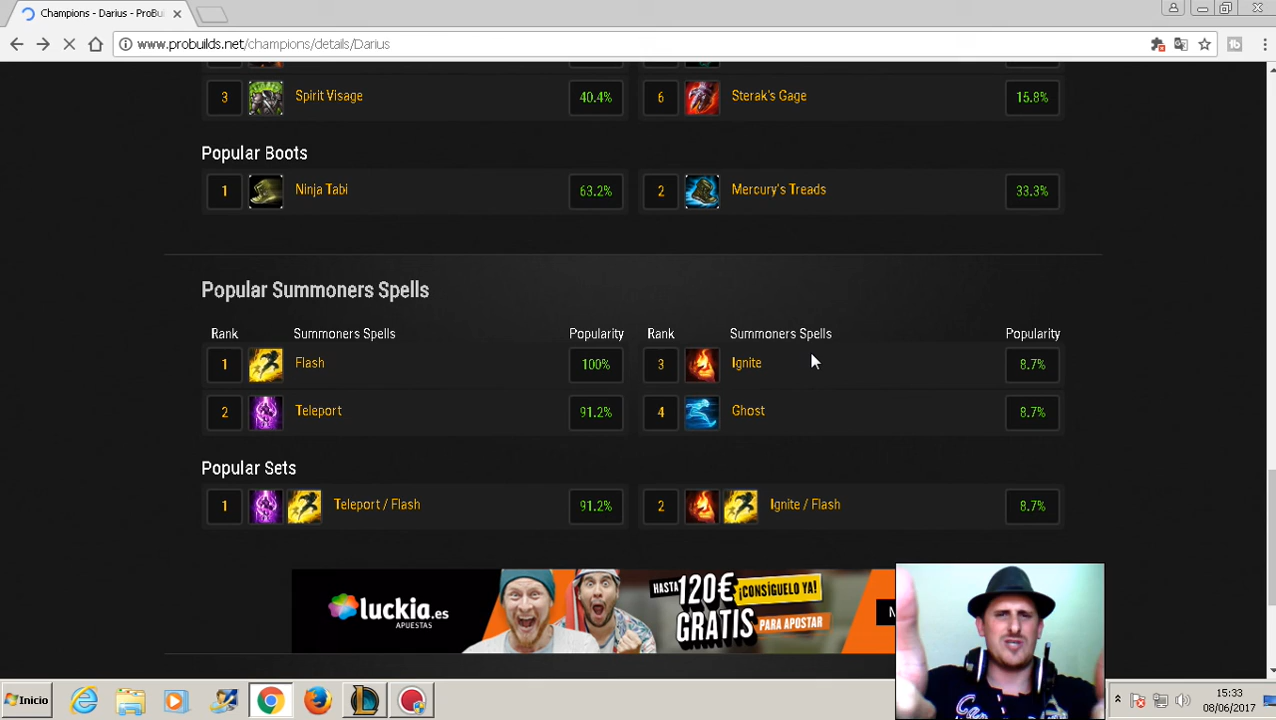 Champions - Darius - ProBui
www.probuilds.net/champions/details/Darius
3 Spirit Visage 40.4% 6 Sterak's Gage 15.8%
Popular Boots
1 Ninja Tabi 63.2% 2 Mercury's Treads 33.3%
Popular Summoners Spells
Rank Summoners Spells Popularity Rank Summoners Spells Popularity
1 Flash 100% 3 Ignite 8.7%
2 Teleport 91.2% 4 Ghost 8.7%
Popular Sets
1 Teleport / Flash 91.2% 2 Ignite / Flash 8.7%
luckia.es
APUESTAS
HASTA
120€
GRATIS
¡CONSÍGUELO YA!
PARA APOSTAR
Inicio
15:33
08/06/2017